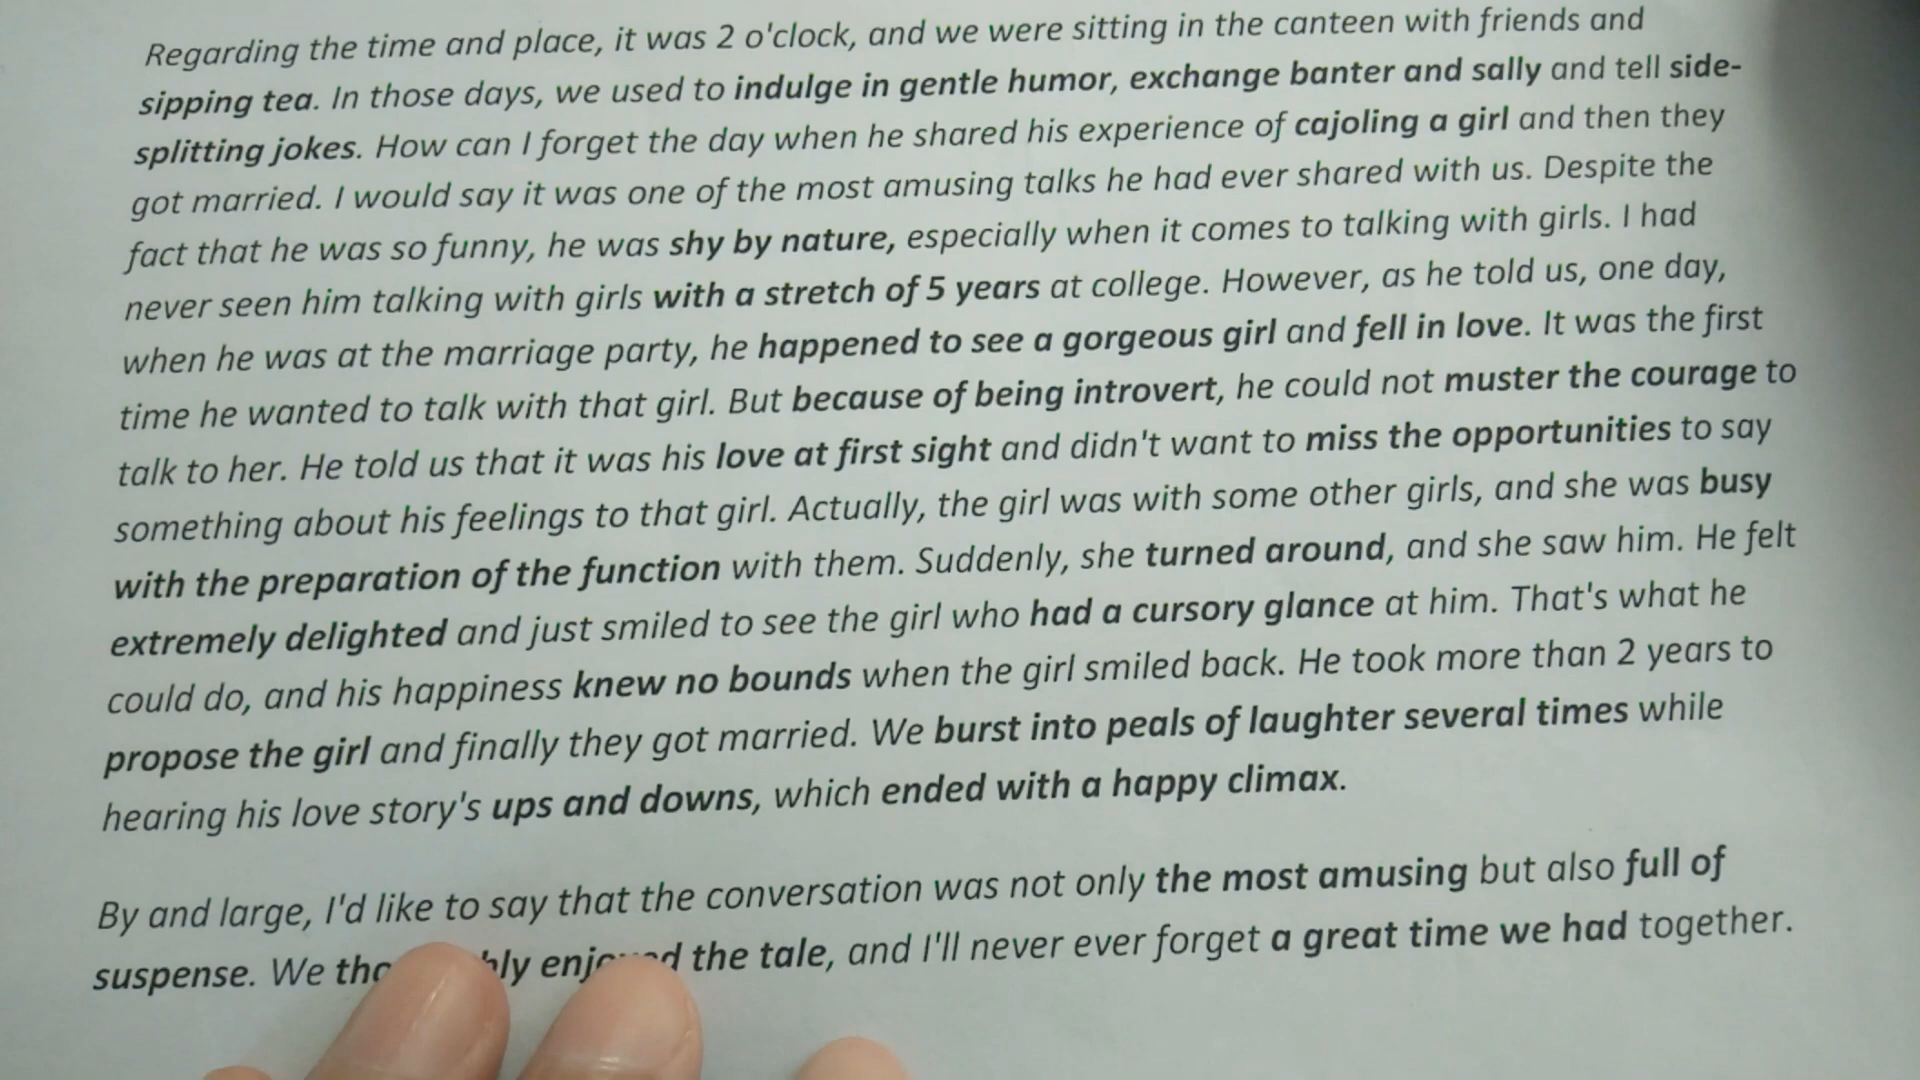 Regarding the time and place, it was 2 o'clock, and we were sitting in the canteen with friends and
sipping tea. In those days, we used to indulge in gentle humor, exchange banter and sally and tell side-
splitting jokes. How can I forget the day when he shared his experience of cajoling a girl and then they
got married. I would say it was one of the most amusing talks he had ever shared with us. Despite the
fact that he was so funny, he was shy by nature, especially when it comes to talking with girls. I had
never seen him talking with girls with a stretch of 5 years at college. However, as he told us, one day,
when he was at the marriage party, he happened to see a gorgeous girl and fell in love. It was the first
time he wanted to talk with that girl. But because of being introvert, he could not muster the courage to
talk to her. He told us that it was his love at first sight and didn't want to miss the opportunities to say
something about his feelings to that girl. Actually, the girl was with some other girls, and she was busy
with the preparation of the function with them. Suddenly, she turned around, and she saw him. He felt
extremely delighted and just smiled to see the girl who had a cursory glance at him. That's what he
could do, and his happiness knew no bounds when the girl smiled back. He took more than 2 years to
propose the girl and finally they got married. We burst into peals of laughter several times while
hearing his love story's ups and downs, which ended with a happy climax.
By and large, I'd like to say that the conversation was not only the most amusing but also full of
suspense. We the tale, and I'll never ever forget a great time we had together.